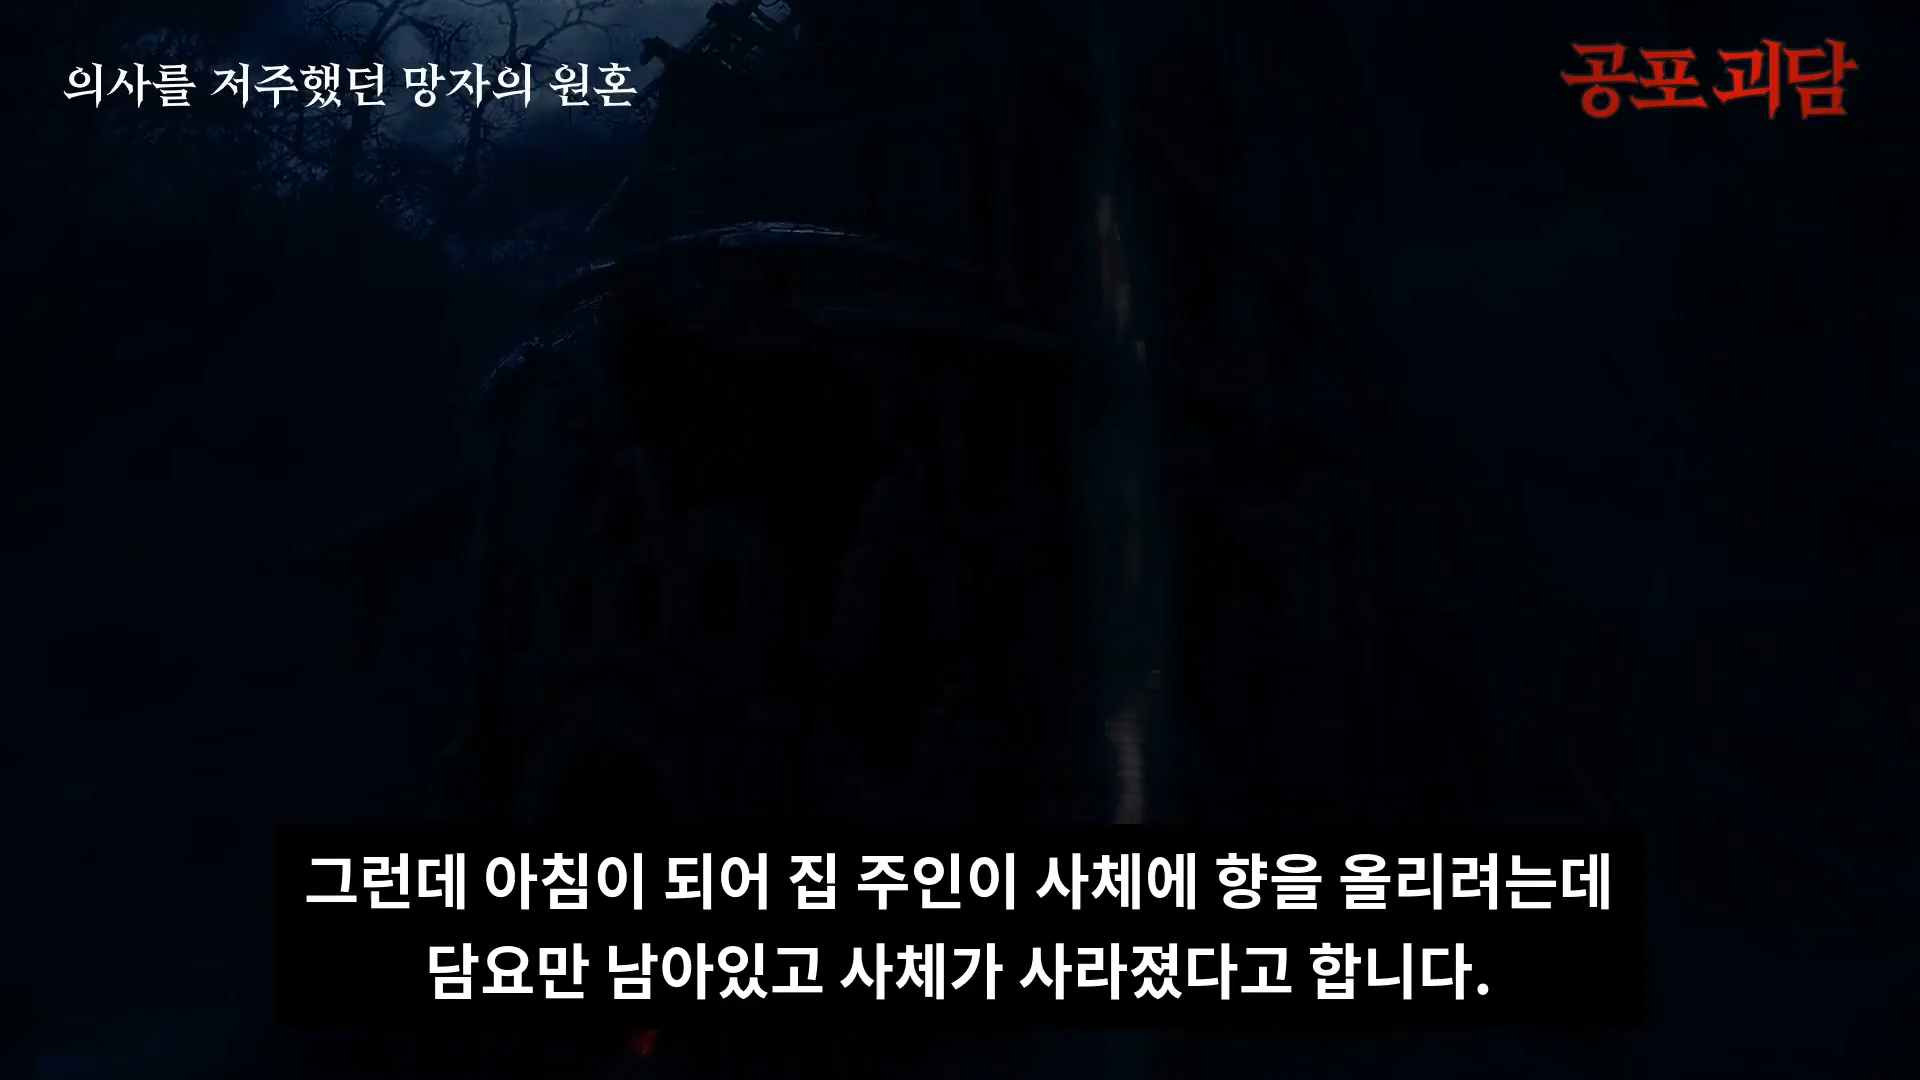 의사를 저주했던 망자의 원혼
공포 괴담
그런데 아침이 되어 집 주인이 사체에 향을 올리려는데
담요만 남아있고 사체가 사라졌다고 합니다.